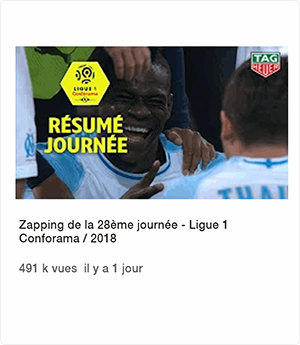 TAG
HEUER
LIGUE 1
Conforama
RÉSUMÉ
JOURNÉE
Zapping de la 28ème journée - Ligue 1
Conforama / 2018
491 k vues il y a 1 jour